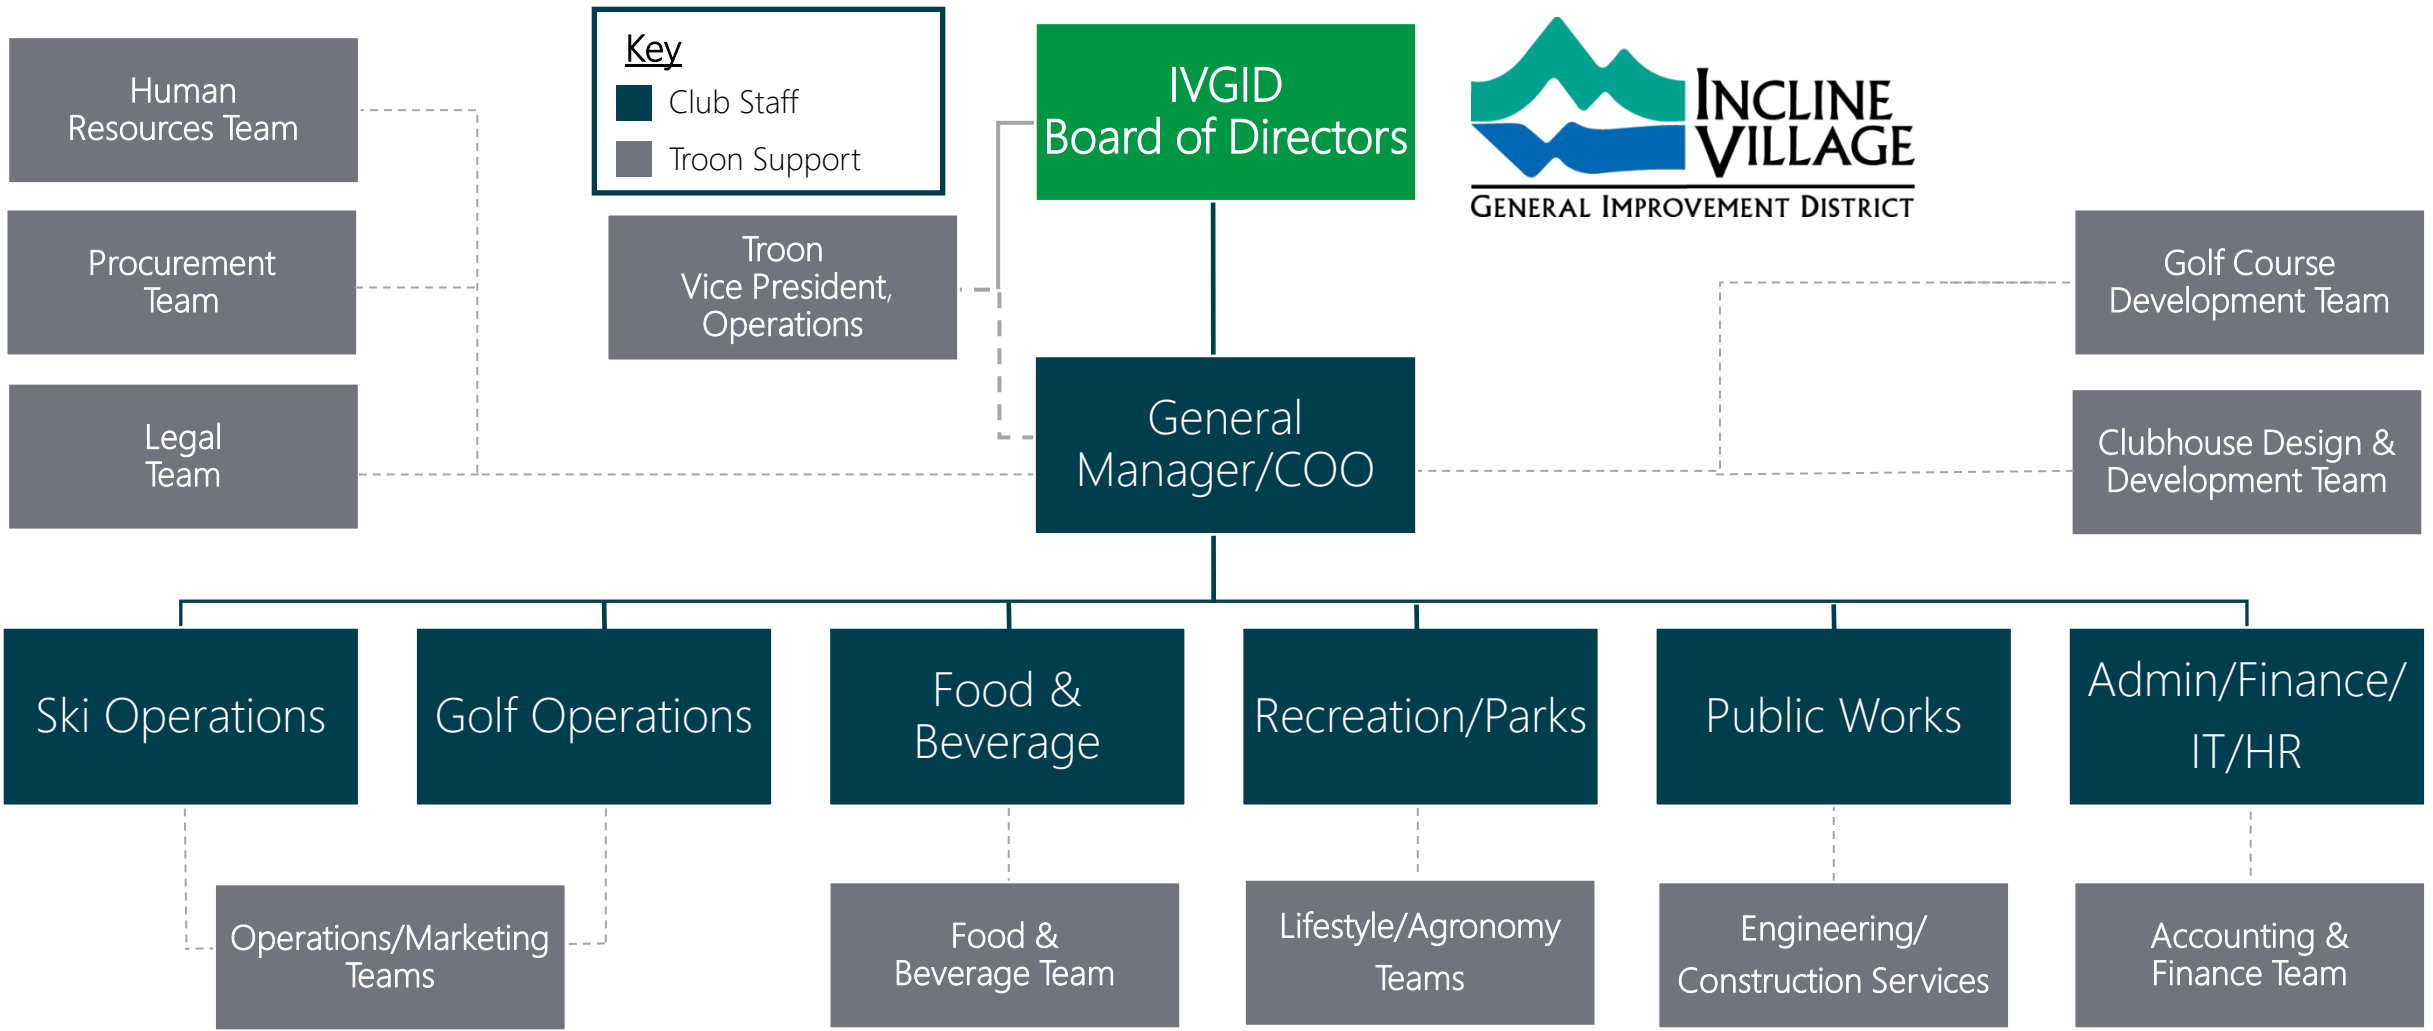 Human
Resources Team
Key
Club Staff
Troon Support
IVGID
Board of Directors
INCLINE
VILLAGE
GENERAL IMPROVEMENT DISTRICT
Procurement
Team
Troon
Vice President,
Operations
Golf Course
Development Team
Legal
Team
General
Manager/COO
Clubhouse Design &
Development Team
Ski Operations
Golf Operations
Food &
Beverage
Recreation/Parks
Public Works
Admin/Finance/
IT/HR
Operations/Marketing
Teams
Food &
Beverage Team
Lifestyle/Agronomy
Teams
Engineering/
Construction Services
Accounting &
Finance Team